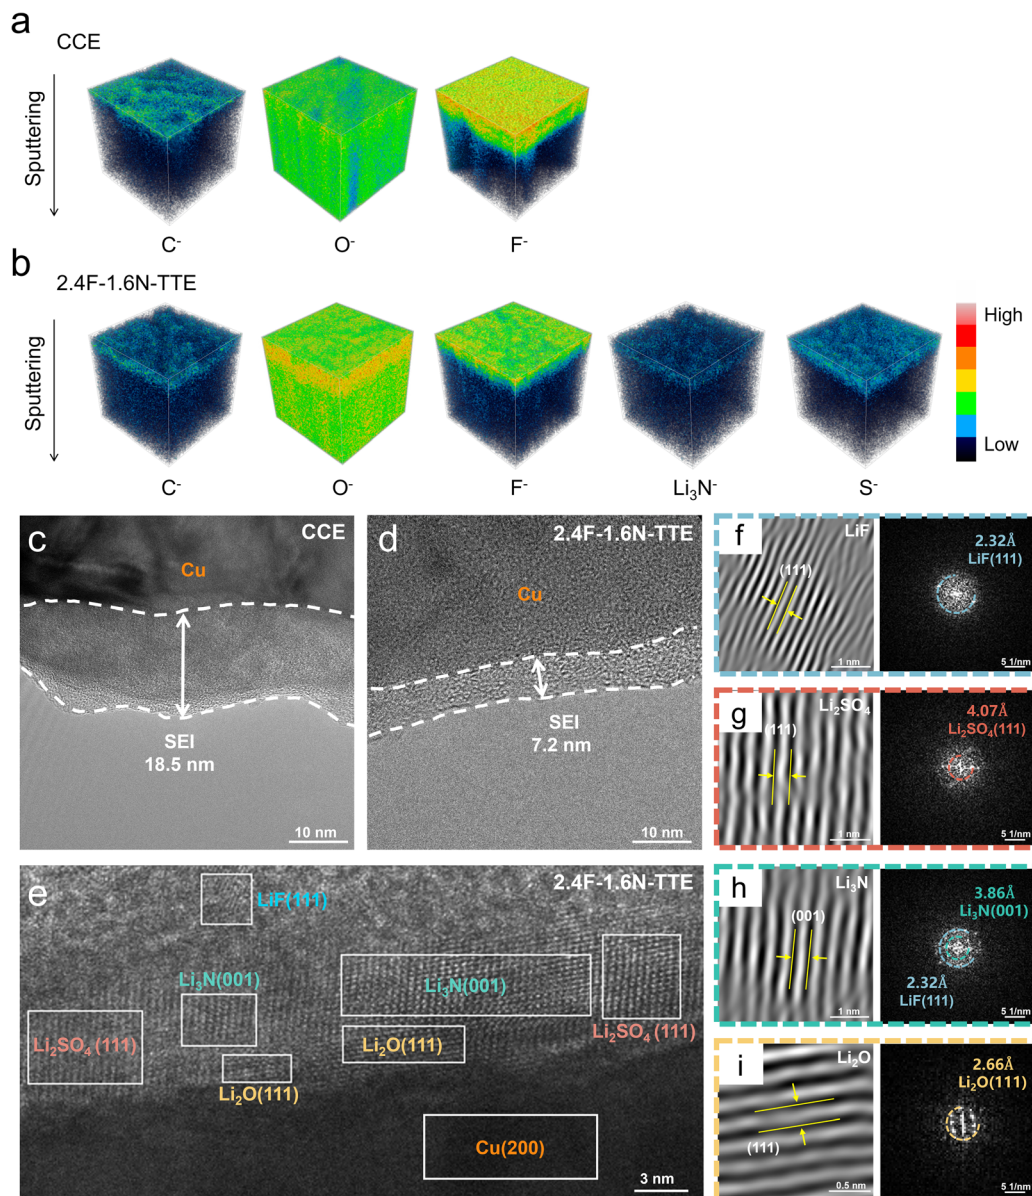 a
CCE
Sputtering
C⁻
O⁻
F⁻
b
2.4F-1.6N-TTE
Sputtering
High
Low
C⁻
O⁻
F⁻
Li₃N⁻
S⁻
c
CCE
Cu
SEI
18.5 nm
10 nm
d
2.4F-1.6N-TTE
Cu
SEI
7.2 nm
10 nm
e
2.4F-1.6N-TTE
LiF(111)
Li₃N(001)
Li₃N(001)
Li₂SO₄ (111)
Li₂SO₄ (111)
Li₂O(111)
Li₂O(111)
Cu(200)
3 nm
f
LiF
(111)
1 nm
2.32Å
LiF(111)
5 1/nm
g
Li₂SO₄
(111)
1 nm
4.07Å
Li₂SO₄(111)
5 1/nm
h
Li₃N
(001)
1 nm
3.86Å
Li₃N(001)
2.32Å
LiF(111)
5 1/nm
i
Li₂O
(111)
0.5 nm
2.66Å
Li₂O(111)
5 1/nm